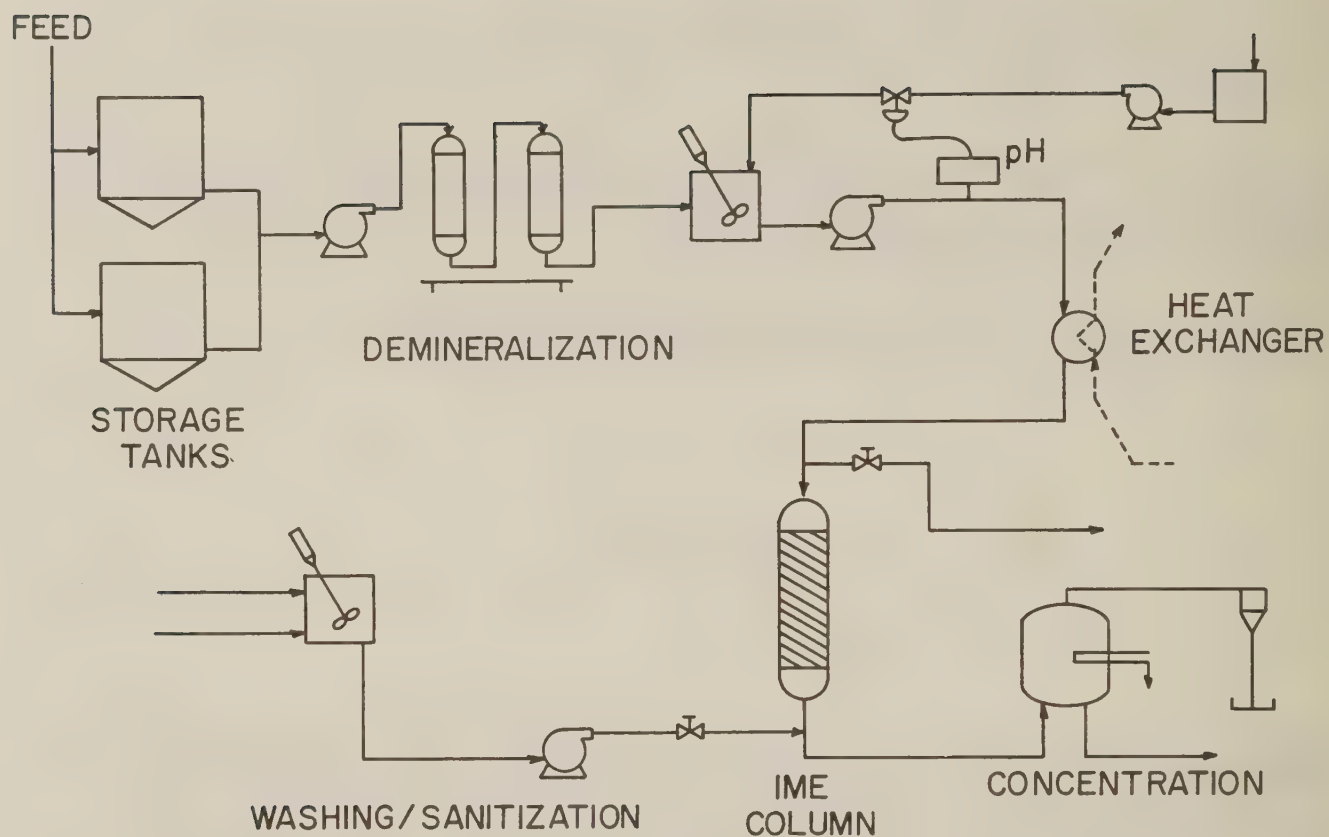 FEED
pH
HEAT
EXCHANGER
DEMINERALIZATION
STORAGE
TANKS
WASHING/SANITIZATION
IME
COLUMN
CONCENTRATION